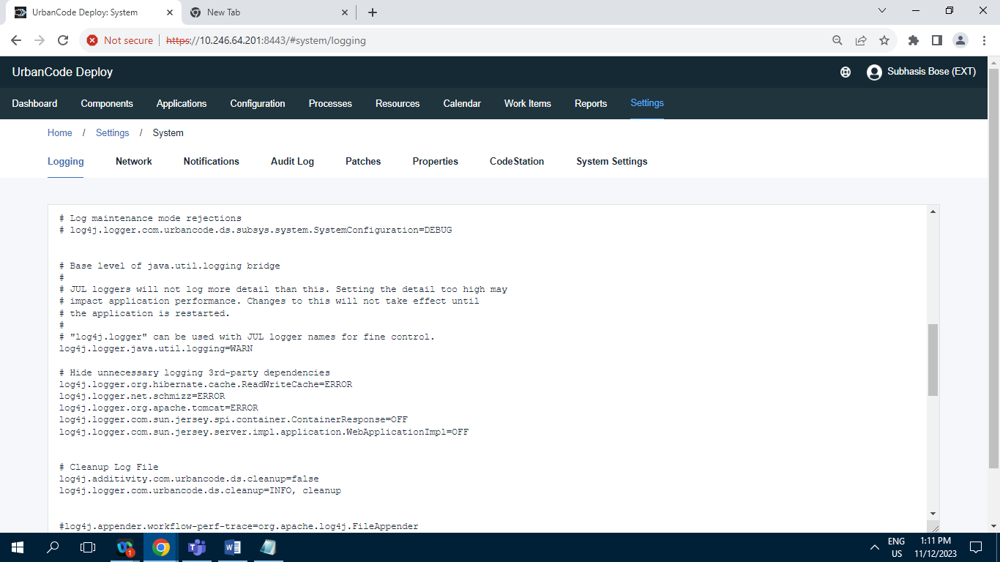 UrbanCode Deploy: System
New Tab
Not secure
https://10.246.64.201:8443/#system/logging
UrbanCode Deploy
Subhasis Bose (EXT)
Dashboard Components Applications Configuration Processes Resources Calendar Work Items Reports Settings
Home / Settings / System
Logging Network Notifications Audit Log Patches Properties CodeStation System Settings
# Log maintenance mode rejections
# log4j.logger.com.urbancode.ds.subsys.system.SystemConfiguration=DEBUG
# Base level of java.util.logging bridge
#
# JUL loggers will not log more detail than this. Setting the detail too high may
# impact application performance. Changes to this will not take effect until
# the application is restarted.
#
# "log4j.logger" can be used with JUL logger names for fine control.
log4j.logger.java.util.logging=WARN
# Hide unnecessary logging 3rd-party dependencies
log4j.logger.org.hibernate.cache.ReadWriteCache=ERROR
log4j.logger.net.schmizz=ERROR
log4j.logger.org.apache.tomcat=ERROR
log4j.logger.com.sun.jersey.spi.container.ContainerResponse=OFF
log4j.logger.com.sun.jersey.server.impl.application.WebApplicationImpl=OFF
# Cleanup Log File
log4j.additivity.com.urbancode.ds.cleanup=false
log4j.logger.com.urbancode.ds.cleanup=INFO, cleanup
#log4j.appender.workflow-perf-trace=org.apache.log4j.FileAppender
1
ENG
US
1:11 PM
11/12/2023